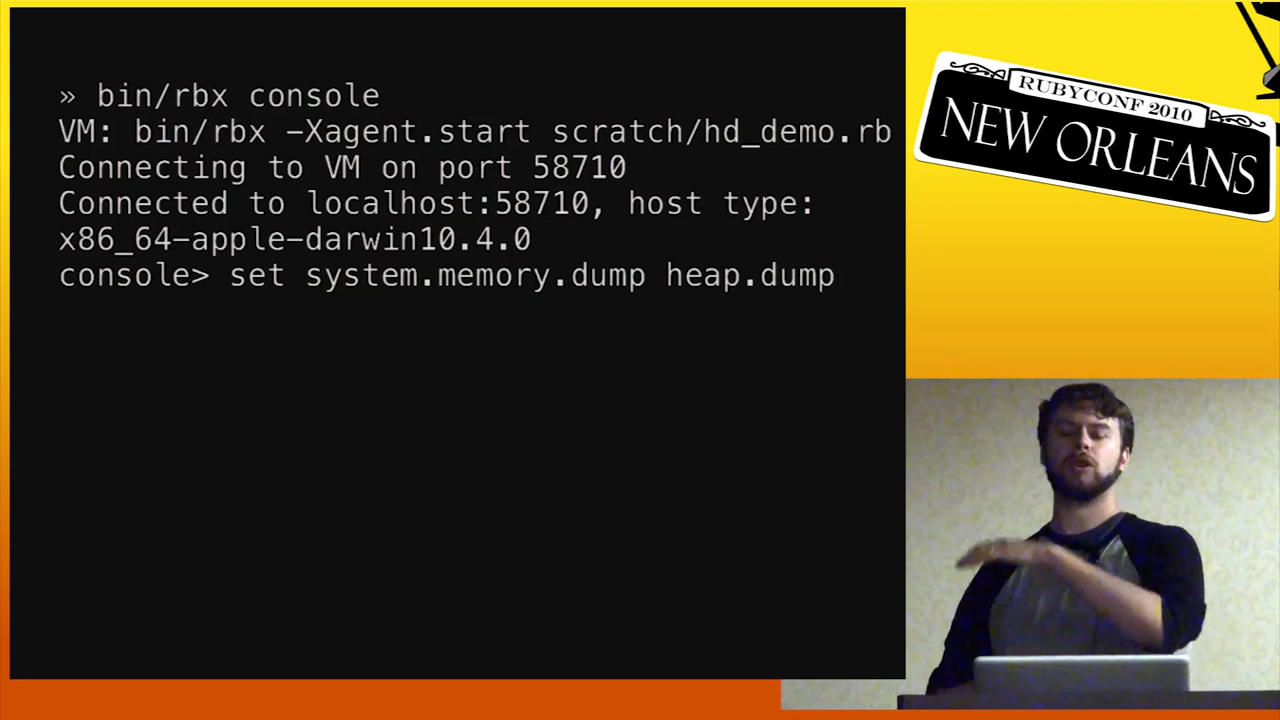 » bin/rbx console
VM: bin/rbx -Xagent.start scratch/hd_demo.rb
Connecting to VM on port 58710
Connected to localhost:58710, host type:
x86_64-apple-darwin10.4.0
console> set system.memory.dump heap.dump
RUBYCONF 2010
NEW ORLEANS